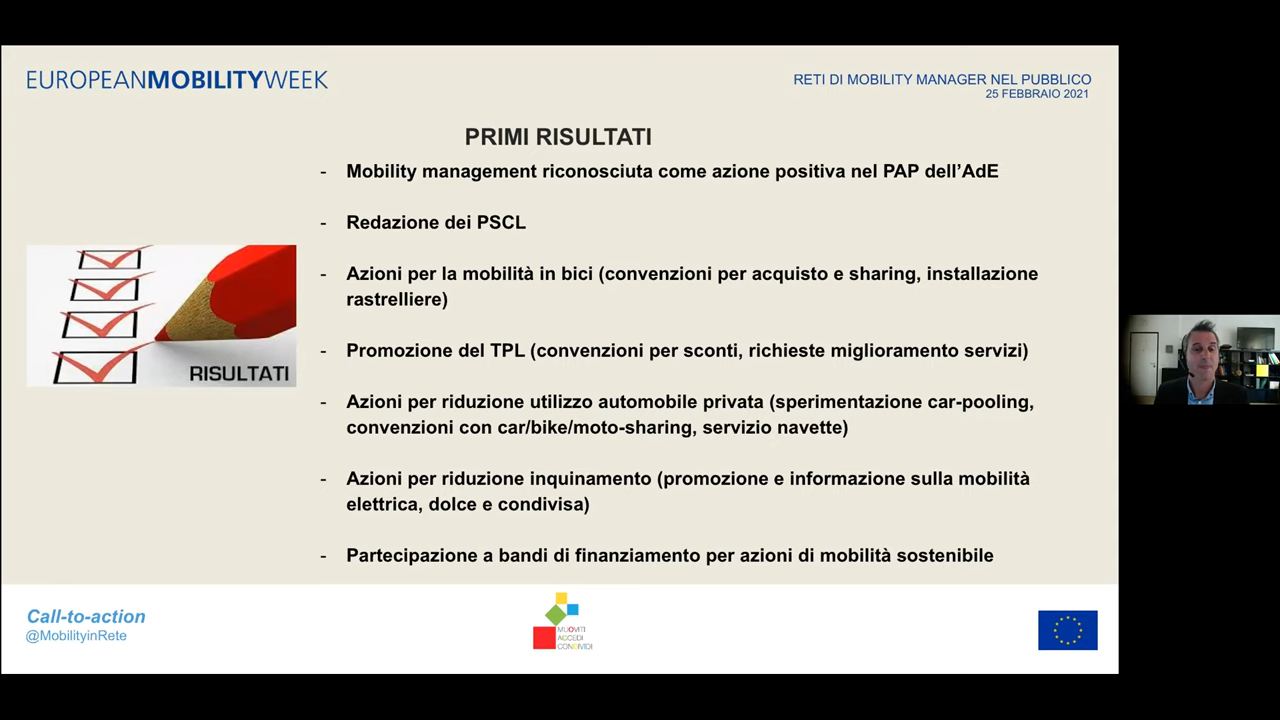 EUROPEANMOBILITYWEEK
RETI DI MOBILITY MANAGER NEL PUBBLICO
25 FEBBRAIO 2021
PRIMI RISULTATI
- Mobility management riconosciuta come azione positiva nel PAP dell’AdE
- Redazione dei PSCL
- Azioni per la mobilità in bici (convenzioni per acquisto e sharing, installazione
rastrelliere)
- Promozione del TPL (convenzioni per sconti, richieste miglioramento servizi)
- Azioni per riduzione utilizzo automobile privata (sperimentazione car-pooling,
convenzioni con car/bike/moto-sharing, servizio navette)
- Azioni per riduzione inquinamento (promozione e informazione sulla mobilità
elettrica, dolce e condivisa)
- Partecipazione a bandi di finanziamento per azioni di mobilità sostenibile
RISULTATI
Call-to-action
@MobilityinRete
MUOVITI
ACCEDI
CONDIVIDI